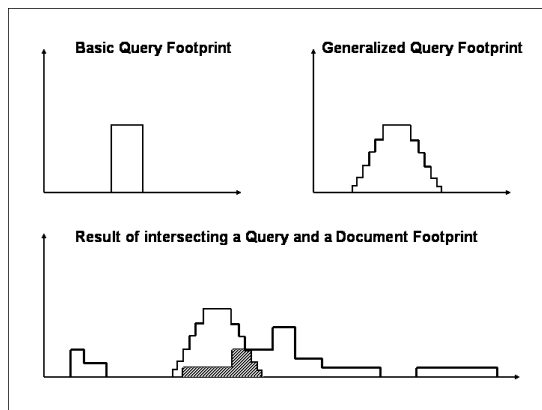 Basic Query Footprint
Generalized Query Footprint
Result of intersecting a Query and a Document Footprint